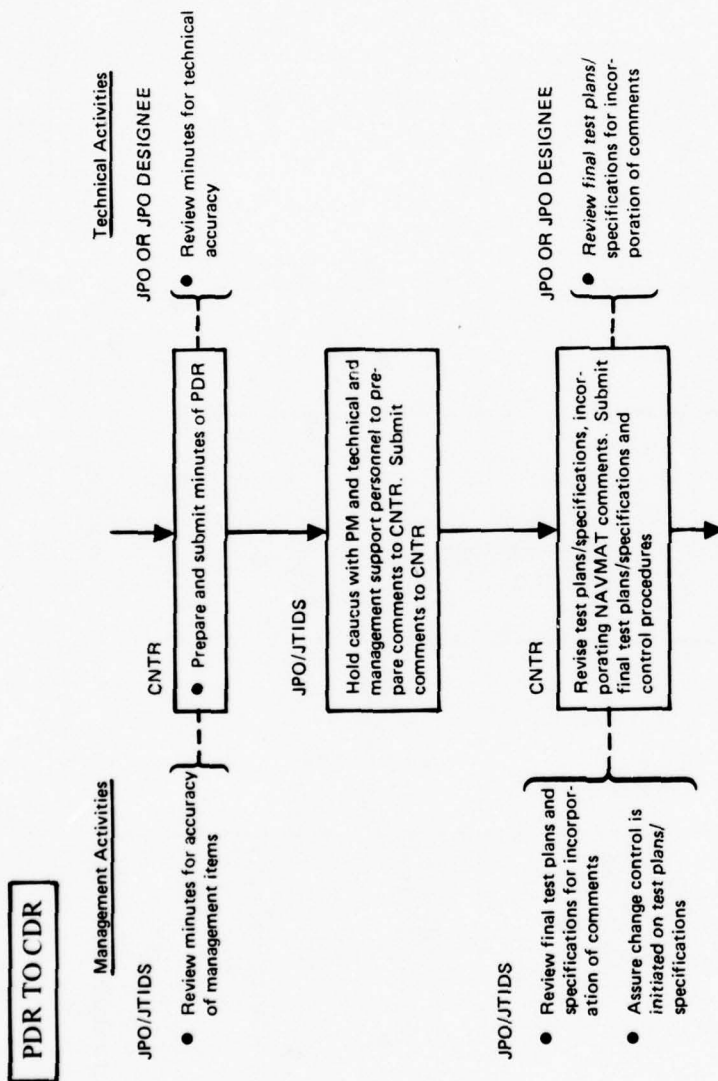 PDR TO CDR
Management Activities
Technical Activities
JPO/JTIDS
● Review minutes for accuracy
of management items
CNTR
● Prepare and submit minutes of PDR
JPO OR JPO DESIGNEE
● Review minutes for technical
accuracy
JPO/JTIDS
Hold caucus with PM and technical and
management support personnel to pre-
pare comments to CNTR. Submit
comments to CNTR
JPO/JTIDS
● Review final test plans and
specifications for incorpor-
ation of comments
● Assure change control is
initiated on test plans/
specifications
CNTR
Revise test plans/specifications, incor-
porating NAVMAT comments. Submit
final test plans/specifications and
control procedures
JPO OR JPO DESIGNEE
● Review final test plans/
specifications for incor-
poration of comments